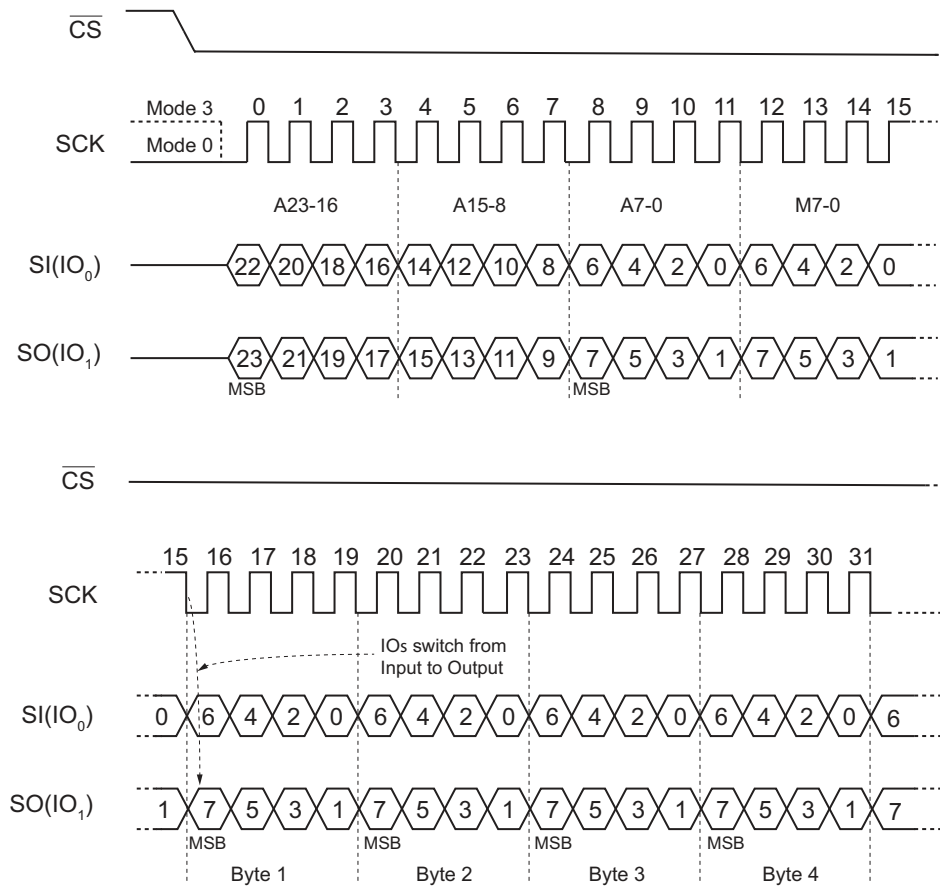 CS
Mode 3 0 1 2 3 4 5 6 7 8 9 10 11 12 13 14 15
SCK
Mode 0
A23-16 A15-8 A7-0 M7-0
SI(IO₀) 22 20 18 16 14 12 10 8 6 4 2 0 6 4 2 0
SO(IO₁) 23 21 19 17 15 13 11 9 7 5 3 1 7 5 3 1
MSB MSB
CS
15 16 17 18 19 20 21 22 23 24 25 26 27 28 29 30 31
SCK
IOs switch from
Input to Output
SI(IO₀) 0 6 4 2 0 6 4 2 0 6 4 2 0 6 4 2 0 6
SO(IO₁) 1 7 5 3 1 7 5 3 1 7 5 3 1 7 5 3 1 7
MSB MSB MSB MSB
Byte 1 Byte 2 Byte 3 Byte 4